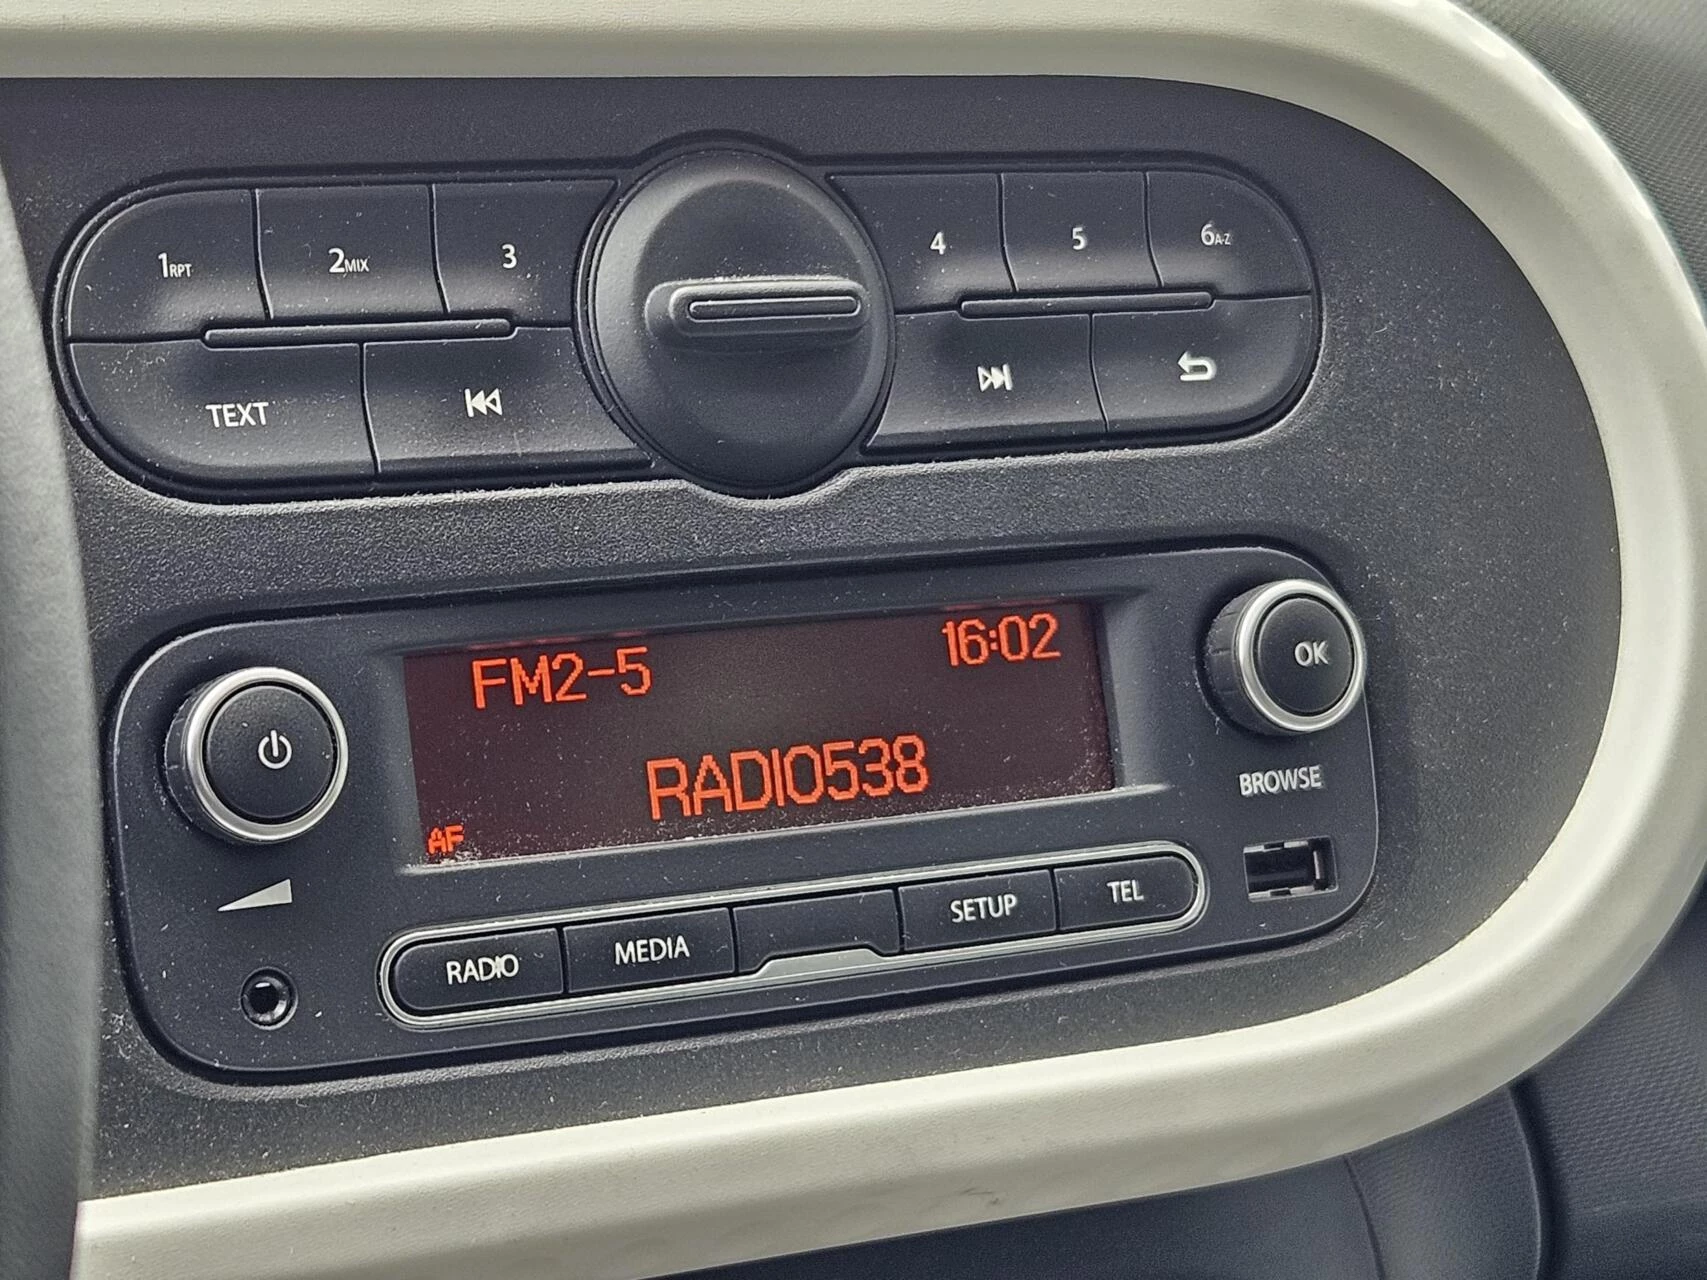 1RPT 2MIX 3 4 5 6A-Z
TEXT
FM2-5 16:02
RADIO538
AF
OK
BROWSE
RADIO MEDIA SETUP TEL